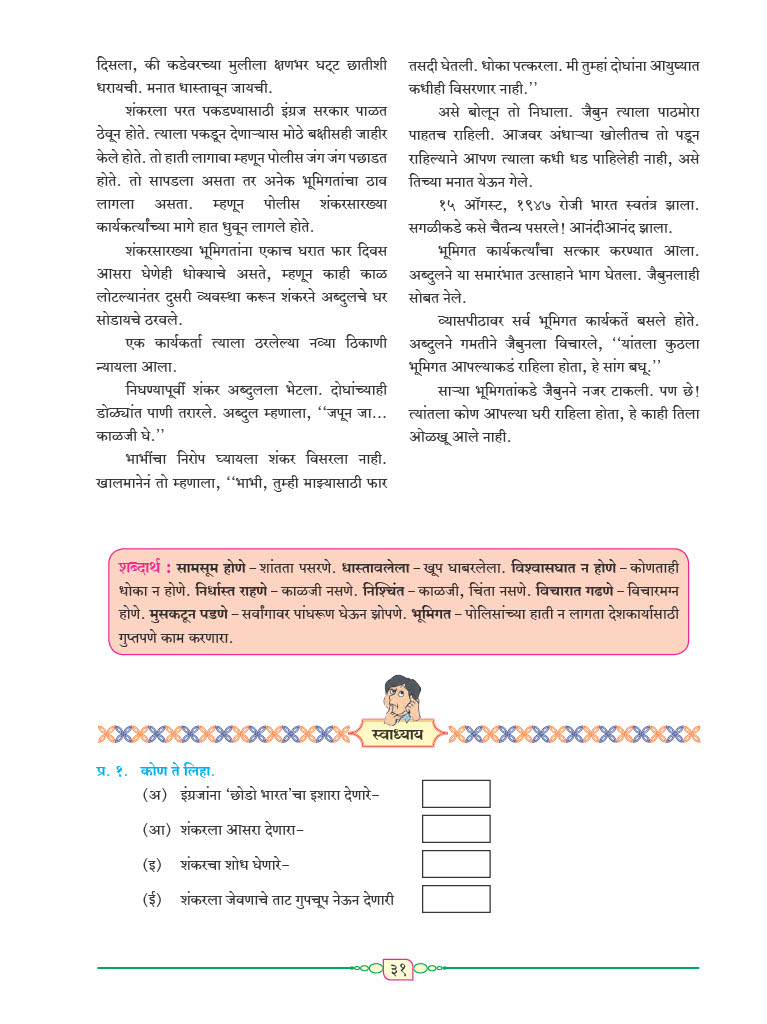 दिसला, की कडेवरच्या मुलीला क्षणभर घट्ट छातीशी
धरायची. मनात धास्तावून जायची.
शंकरला परत पकडण्यासाठी इंग्रज सरकार पाळत
ठेवून होते. त्याला पकडून देणाऱ्यास मोठे बक्षीसही जाहीर
केले होते. तो हाती लागावा म्हणून पोलीस जंग जंग पछाडत
होते. तो सापडला असता तर अनेक भूमिगतांचा ठाव
लागला असता. म्हणून पोलीस शंकरसारख्या
कार्यकर्त्यांच्या मागे हात धुवून लागले होते.
शंकरसारख्या भूमिगतांना एकाच घरात फार दिवस
आसरा घेणेही धोक्याचे असते, म्हणून काही काळ
लोटल्यानंतर दुसरी व्यवस्था करून शंकरने अब्दुलचे घर
सोडायचे ठरवले.
एक कार्यकर्ता त्याला ठरलेल्या नव्या ठिकाणी
न्यायला आला.
निघण्यापूर्वी शंकर अब्दुलला भेटला. दोघांच्याही
डोळ्यांत पाणी तरारले. अब्दुल म्हणाला, ‘‘जपून जा...
काळजी घे.’’
भाभींचा निरोप घ्यायला शंकर विसरला नाही.
खालमानेनं तो म्हणाला, ‘‘भाभी, तुम्ही माझ्यासाठी फार
तसदी घेतली. धोका पत्करला. मी तुम्हां दोघांना आयुष्यात
कधीही विसरणार नाही.’’
असे बोलून तो निघाला. जैबुन त्याला पाठमोरा
पाहतच राहिली. आजवर अंधाऱ्या खोलीतच तो पडून
राहिल्याने आपण त्याला कधी धड पाहिलेही नाही, असे
तिच्या मनात येऊन गेले.
१५ ऑगस्ट, १९४७ रोजी भारत स्वतंत्र झाला.
सगळीकडे कसे चैतन्य पसरले! आनंदीआनंद झाला.
भूमिगत कार्यकर्त्यांचा सत्कार करण्यात आला.
अब्दुलने या समारंभात उत्साहाने भाग घेतला. जैबुनलाही
सोबत नेले.
व्यासपीठावर सर्व भूमिगत कार्यकर्ते बसले होते.
अब्दुलने गमतीने जैबुनला विचारले, ‘‘यांतला कुठला
भूमिगत आपल्याकडं राहिला होता, हे सांग बघू.’’
साऱ्या भूमिगतांकडे जैबुनने नजर टाकली. पण छे!
त्यांतला कोण आपल्या घरी राहिला होता, हे काही तिला
ओळखू आले नाही.
शब्दार्थ : सामसूम होणे – शांतता पसरणे. धास्तावलेला – खूप घाबरलेला. विश्वासघात न होणे – कोणताही
धोका न होणे. निर्धास्त राहणे – काळजी नसणे. निश्चिंत – काळजी, चिंता नसणे. विचारात गढणे – विचारमग्न
होणे. मुसकटून पडणे – सर्वांगावर पांघरूण घेऊन झोपणे. भूमिगत – पोलिसांच्या हाती न लागता देशकार्यासाठी
गुप्तपणे काम करणारा.
स्वाध्याय
प्र. १. कोण ते लिहा.
(अ) इंग्रजांना ‘छोडो भारत’चा इशारा देणारे–
(आ) शंकरला आसरा देणारा–
(इ) शंकरचा शोध घेणारे–
(ई) शंकरला जेवणाचे ताट गुपचूप नेऊन देणारी
३१